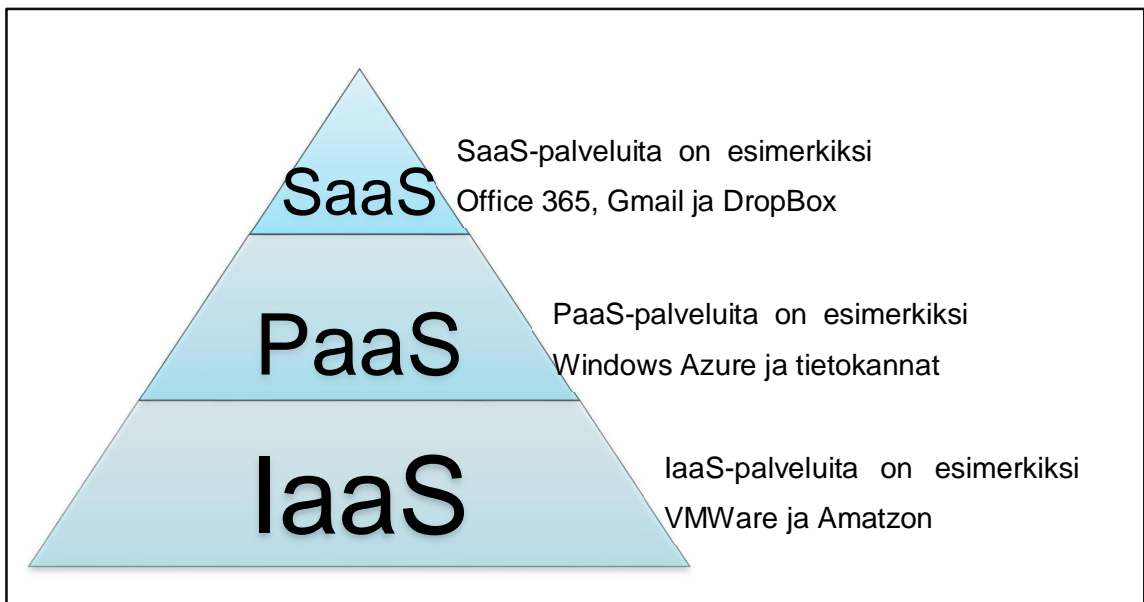 SaaS
SaaS-palveluita on esimerkiksi
Office 365, Gmail ja DropBox
PaaS
PaaS-palveluita on esimerkiksi
Windows Azure ja tietokannat
IaaS
IaaS-palveluita on esimerkiksi
VMWare ja Amatzon